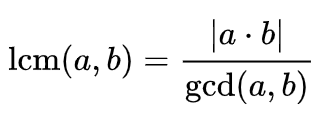 lcm(a, b) = |a · b| / gcd(a, b)